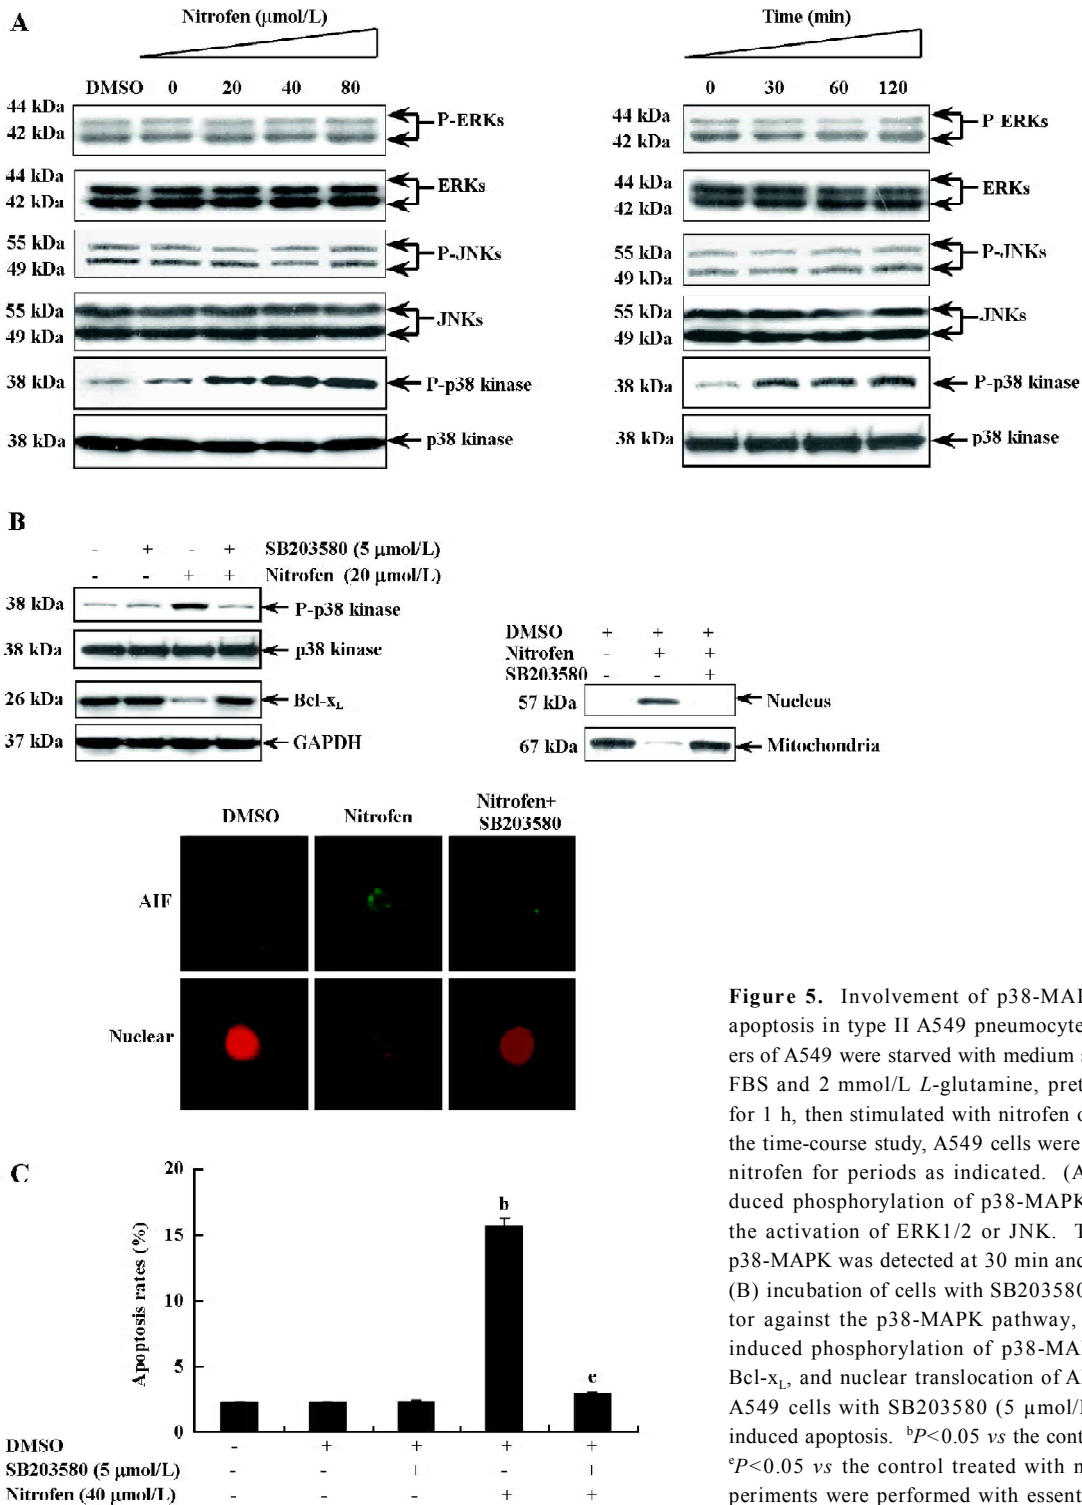 A
Nitrofen (μmol/L)
DMSO 0 20 40 80
44 kDa
42 kDa
P-ERKs
44 kDa
42 kDa
ERKs
55 kDa
49 kDa
P-JNKs
55 kDa
49 kDa
JNKs
38 kDa
P-p38 kinase
38 kDa
p38 kinase
Time (min)
0 30 60 120
44 kDa
42 kDa
P-ERKs
44 kDa
42 kDa
ERKs
55 kDa
49 kDa
P-JNKs
55 kDa
49 kDa
JNKs
38 kDa
P-p38 kinase
38 kDa
p38 kinase
B
- + - + SB203580 (5 μmol/L)
- - + + Nitrofen (20 μmol/L)
38 kDa P-p38 kinase
38 kDa p38 kinase
26 kDa Bcl-xL
37 kDa GAPDH
DMSO + + +
Nitrofen - + +
SB203580 - - +
57 kDa Nucleus
67 kDa Mitochondria
DMSO Nitrofen Nitrofen+
SB203580
AIF
Nuclear
C
Apoptosis rates (%)
20
15
10
5
0
b
e
DMSO - + + + +
SB203580 (5 μmol/L) - - + - +
Nitrofen (40 μmol/L) - - - + +
Figure 5. Involvement of p38-MAP
apoptosis in type II A549 pneumocyte
ers of A549 were starved with medium s
FBS and 2 mmol/L L-glutamine, pret
for 1 h, then stimulated with nitrofen o
the time-course study, A549 cells were
nitrofen for periods as indicated. (A
duced phosphorylation of p38-MAPK
the activation of ERK1/2 or JNK. T
p38-MAPK was detected at 30 min and
(B) incubation of cells with SB203580
tor against the p38-MAPK pathway,
induced phosphorylation of p38-MA
Bcl-xL, and nuclear translocation of A
A549 cells with SB203580 (5 μmol/
induced apoptosis. bP<0.05 vs the cont
eP<0.05 vs the control treated with n
periments were performed with essent